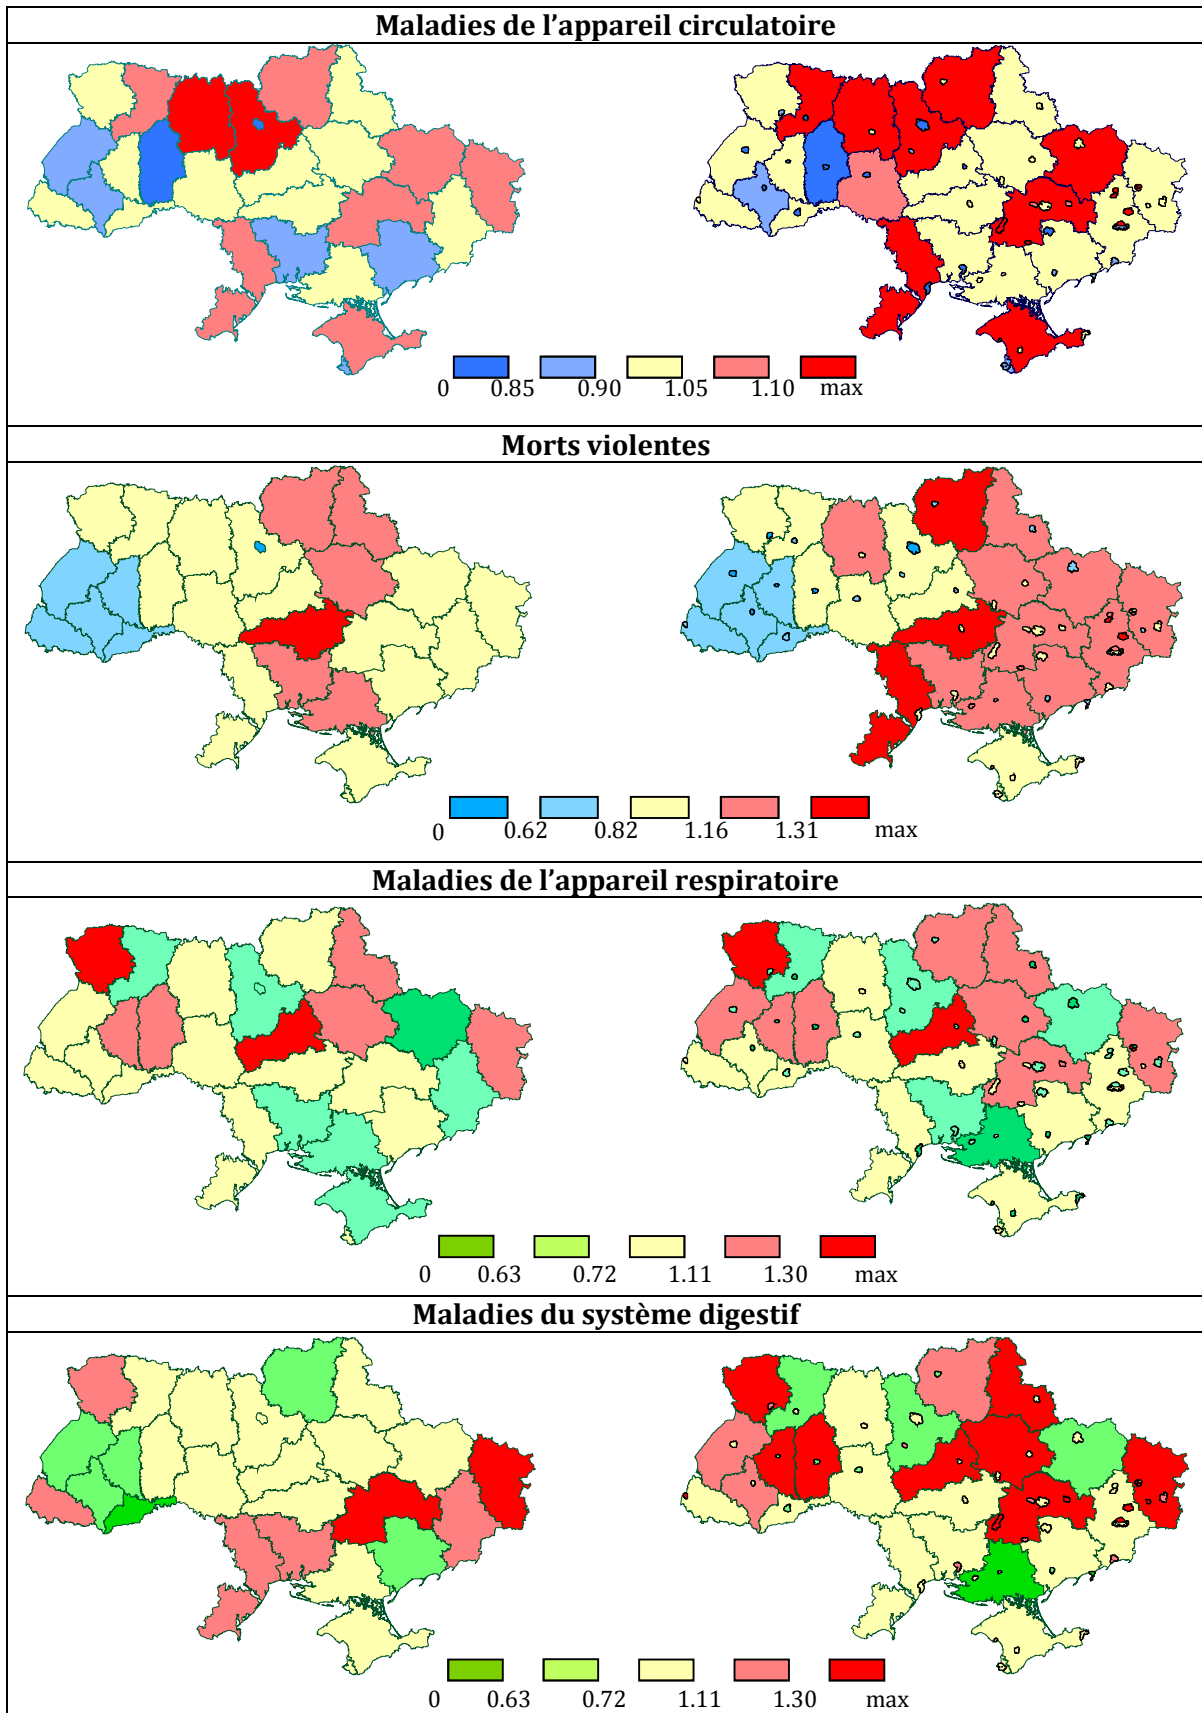 Maladies de l’appareil circulatoire
0 0.85 0.90 1.05 1.10 max
Morts violentes
0 0.62 0.82 1.16 1.31 max
Maladies de l’appareil respiratoire
0 0.63 0.72 1.11 1.30 max
Maladies du système digestif
0 0.63 0.72 1.11 1.30 max